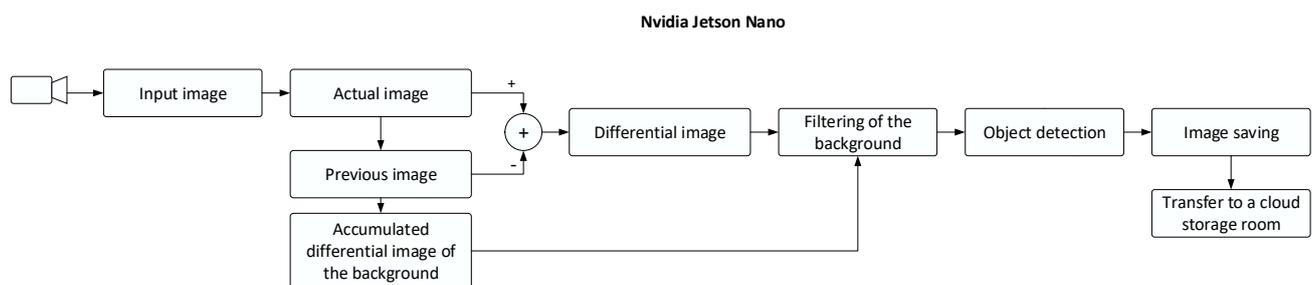 Nvidia Jetson Nano
Input image
Actual image
+
+
-
Previous image
Accumulated
differential image of
the background
Differential image
Filtering of the
background
Object detection
Image saving
Transfer to a cloud
storage room